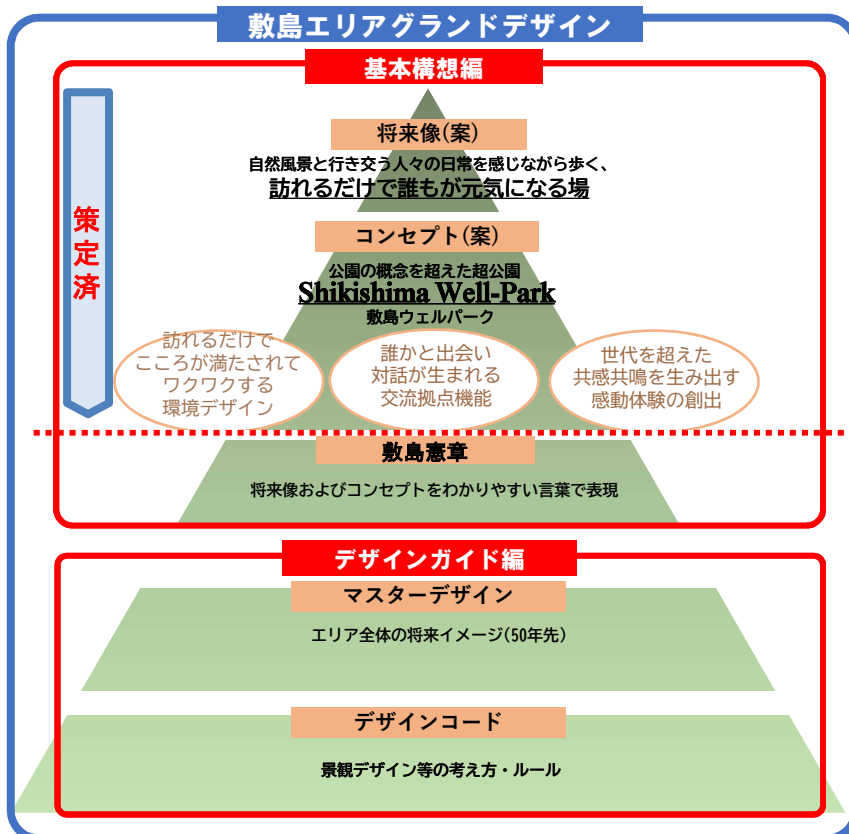 敷島エリアグランドデザイン
基本構想編
策定済
将来像(案)
自然風景と行き交う人々の日常を感じながら歩く、
訪れるだけで誰もが元気になる場
コンセプト(案)
公園の概念を超えた超公園
Shikishima Well-Park
敷島ウェルパーク
訪れるだけで
こころが満たされて
ワクワクする
環境デザイン
誰かと出会い
対話が生まれる
交流拠点機能
世代を超えた
共感共鳴を生み出す
感動体験の創出
敷島憲章
将来像およびコンセプトをわかりやすい言葉で表現
デザインガイド編
マスターデザイン
エリア全体の将来イメージ(50年先)
デザインコード
景観デザイン等の考え方・ルール